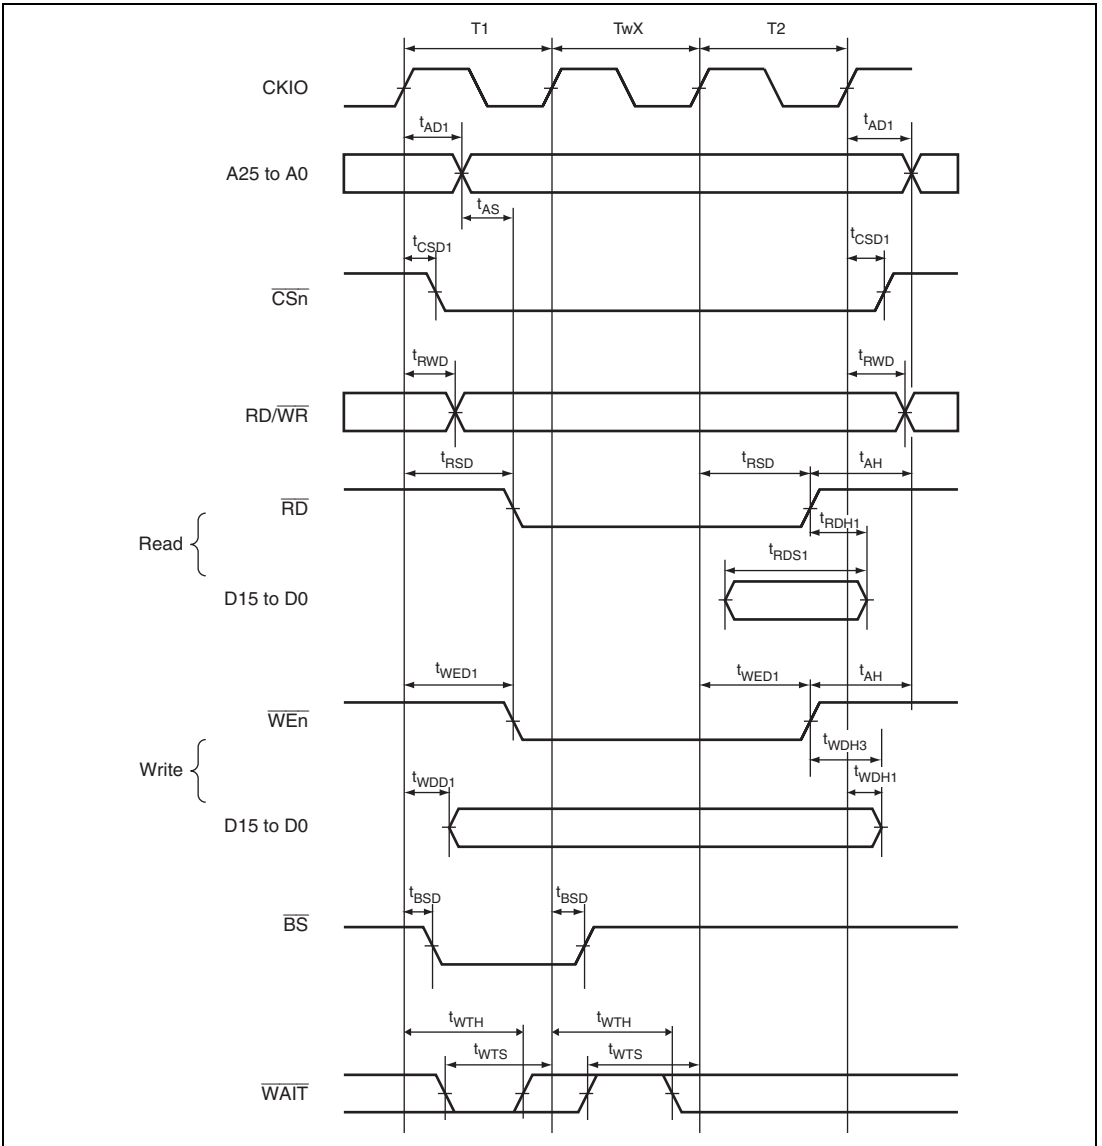 T1 TwX T2
CKIO
tAD1 tAD1
A25 to A0
tAS
tCSD1 tCSD1
CSn
tRWD tRWD
RD/WR
tRSD tRSD tAH
RD
tRDH1
Read
tRDS1
D15 to D0
tWED1 tWED1 tAH
WEn
tWDH3
Write
tWDD1 tWDH1
D15 to D0
tBSD tBSD
BS
tWTH tWTH
tWTS tWTS
WAIT